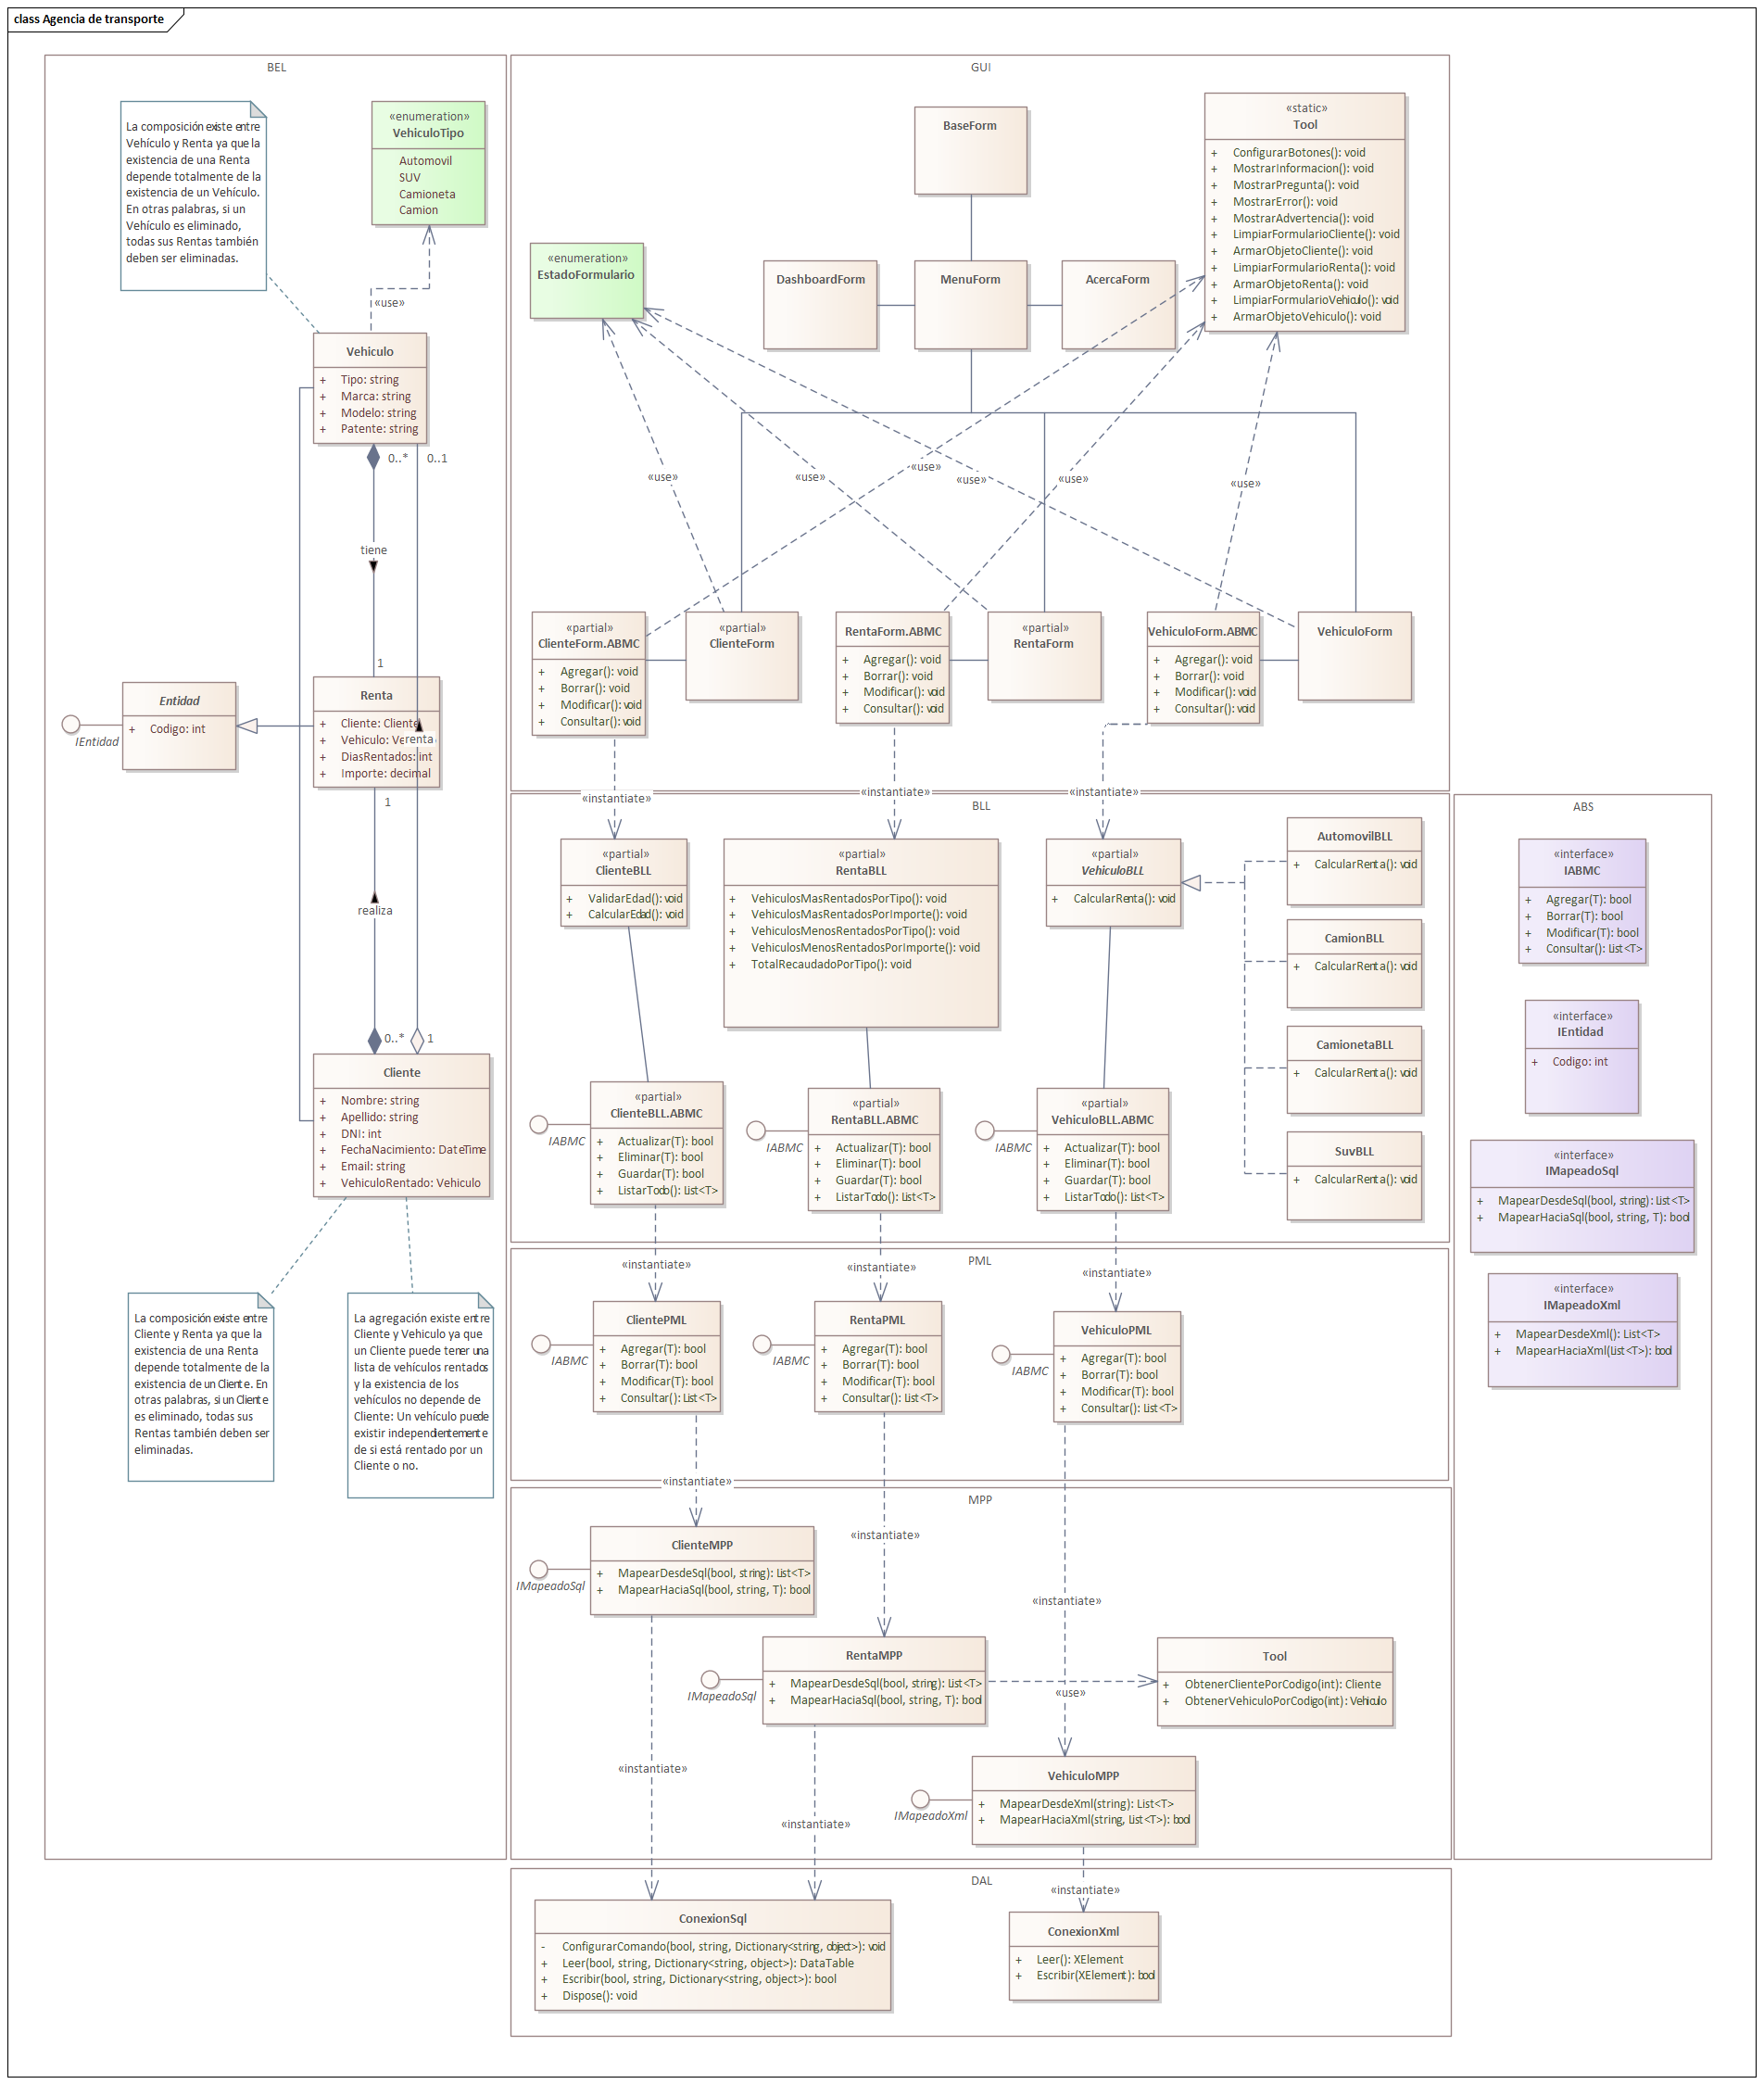 class Agencia de transporte
BEL
La composición existe entre
Vehículo y Renta ya que la
existencia de una Renta
depende totalmente de la
existencia de un Vehículo.
En otras palabras, si un
Vehículo es eliminado,
todas sus Rentas también
deben ser eliminadas.
«enumeration»
VehiculoTipo
Automovil
SUV
Camioneta
Camion
«use»
Vehiculo
+ Tipo: string
+ Marca: string
+ Modelo: string
+ Patente: string
0..*
0..1
tiene
1
Entidad
+ Codigo: int
IEntidad
Renta
+ Cliente: Cliente
+ Vehiculo: Ve
renta
+ DiasRentados: int
+ Importe: decimal
1
realiza
0..*
1
Cliente
+ Nombre: string
+ Apellido: string
+ DNI: int
+ FechaNacimiento: DateTime
+ Email: string
+ VehiculoRentado: Vehiculo
La composición existe entre
Cliente y Renta ya que la
existencia de una Renta
depende totalmente de la
existencia de un Cliente. En
otras palabras, si un Cliente
es eliminado, todas sus
Rentas también deben ser
eliminadas.
La agregación existe entre
Cliente y Vehiculo ya que
un Cliente puede tener una
lista de vehículos rentados
y la existencia de los
vehículos no depende de
Cliente: Un vehículo puede
existir independientemente
de si está rentado por un
Cliente o no.
GUI
BaseForm
«static»
Tool
+ ConfigurarBotones(): void
+ MostrarInformacion(): void
+ MostrarPregunta(): void
+ MostrarError(): void
+ MostrarAdvertencia(): void
+ LimpiarFormularioCliente(): void
+ ArmarObjetoCliente(): void
+ LimpiarFormularioRenta(): void
+ ArmarObjetoRenta(): void
+ LimpiarFormularioVehiculo(): void
+ ArmarObjetoVehiculo(): void
«enumeration»
EstadoFormulario
DashboardForm
MenuForm
AcercaForm
«use»
«use»
«use»
«use»
«use»
«use»
«partial»
ClienteForm.ABMC
+ Agregar(): void
+ Borrar(): void
+ Modificar(): void
+ Consultar(): void
«partial»
ClienteForm
RentaForm.ABMC
+ Agregar(): void
+ Borrar(): void
+ Modificar(): void
+ Consultar(): void
«partial»
RentaForm
VehiculoForm.ABMC
+ Agregar(): void
+ Borrar(): void
+ Modificar(): void
+ Consultar(): void
VehiculoForm
«instantiate»
«instantiate»
«instantiate»
BLL
«partial»
ClienteBLL
+ ValidarEdad(): void
+ CalcularEdad(): void
«partial»
RentaBLL
+ VehiculosMasRentadosPorTipo(): void
+ VehiculosMasRentadosPorImporte(): void
+ VehiculosMenosRentadosPorTipo(): void
+ VehiculosMenosRentadosPorImporte(): void
+ TotalRecaudadoPorTipo(): void
«partial»
VehiculoBLL
+ CalcularRenta(): void
AutomovilBLL
+ CalcularRenta(): void
CamionBLL
+ CalcularRenta(): void
CamionetaBLL
+ CalcularRenta(): void
SuvBLL
+ CalcularRenta(): void
«partial»
ClienteBLL.ABMC
+ Actualizar(T): bool
+ Eliminar(T): bool
+ Guardar(T): bool
+ ListarTodo(): List<T>
IABMC
«partial»
RentaBLL.ABMC
+ Actualizar(T): bool
+ Eliminar(T): bool
+ Guardar(T): bool
+ ListarTodo(): List<T>
IABMC
«partial»
VehiculoBLL.ABMC
+ Actualizar(T): bool
+ Eliminar(T): bool
+ Guardar(T): bool
+ ListarTodo(): List<T>
IABMC
«instantiate»
«instantiate»
«instantiate»
PML
ClientePML
+ Agregar(T): bool
+ Borrar(T): bool
+ Modificar(T): bool
+ Consultar(): List<T>
IABMC
RentaPML
+ Agregar(T): bool
+ Borrar(T): bool
+ Modificar(T): bool
+ Consultar(): List<T>
IABMC
VehiculoPML
+ Agregar(T): bool
+ Borrar(T): bool
+ Modificar(T): bool
+ Consultar(): List<T>
IABMC
«instantiate»
«instantiate»
«instantiate»
MPP
ClienteMPP
+ MapearDesdeSql(bool, string): List<T>
+ MapearHaciaSql(bool, string, T): bool
IMapeadoSql
RentaMPP
+ MapearDesdeSql(bool, string): List<T>
+ MapearHaciaSql(bool, string, T): bool
IMapeadoSql
«use»
Tool
+ ObtenerClientePorCodigo(int): Cliente
+ ObtenerVehiculoPorCodigo(int): Vehiculo
VehiculoMPP
+ MapearDesdeXml(string): List<T>
+ MapearHaciaXml(string, List<T>): bool
IMapeadoXml
«instantiate»
«instantiate»
«instantiate»
DAL
ConexionSql
- ConfigurarComando(bool, string, Dictionary<string, object>): void
+ Leer(bool, string, Dictionary<string, object>): DataTable
+ Escribir(bool, string, Dictionary<string, object>): bool
+ Dispose(): void
ConexionXml
+ Leer(): XElement
+ Escribir(XElement): bool
ABS
«interface»
IABMC
+ Agregar(T): bool
+ Borrar(T): bool
+ Modificar(T): bool
+ Consultar(): List<T>
«interface»
IEntidad
+ Codigo: int
«interface»
IMapeadoSql
+ MapearDesdeSql(bool, string): List<T>
+ MapearHaciaSql(bool, string, T): bool
«interface»
IMapeadoXml
+ MapearDesdeXml(): List<T>
+ MapearHaciaXml(List<T>): bool